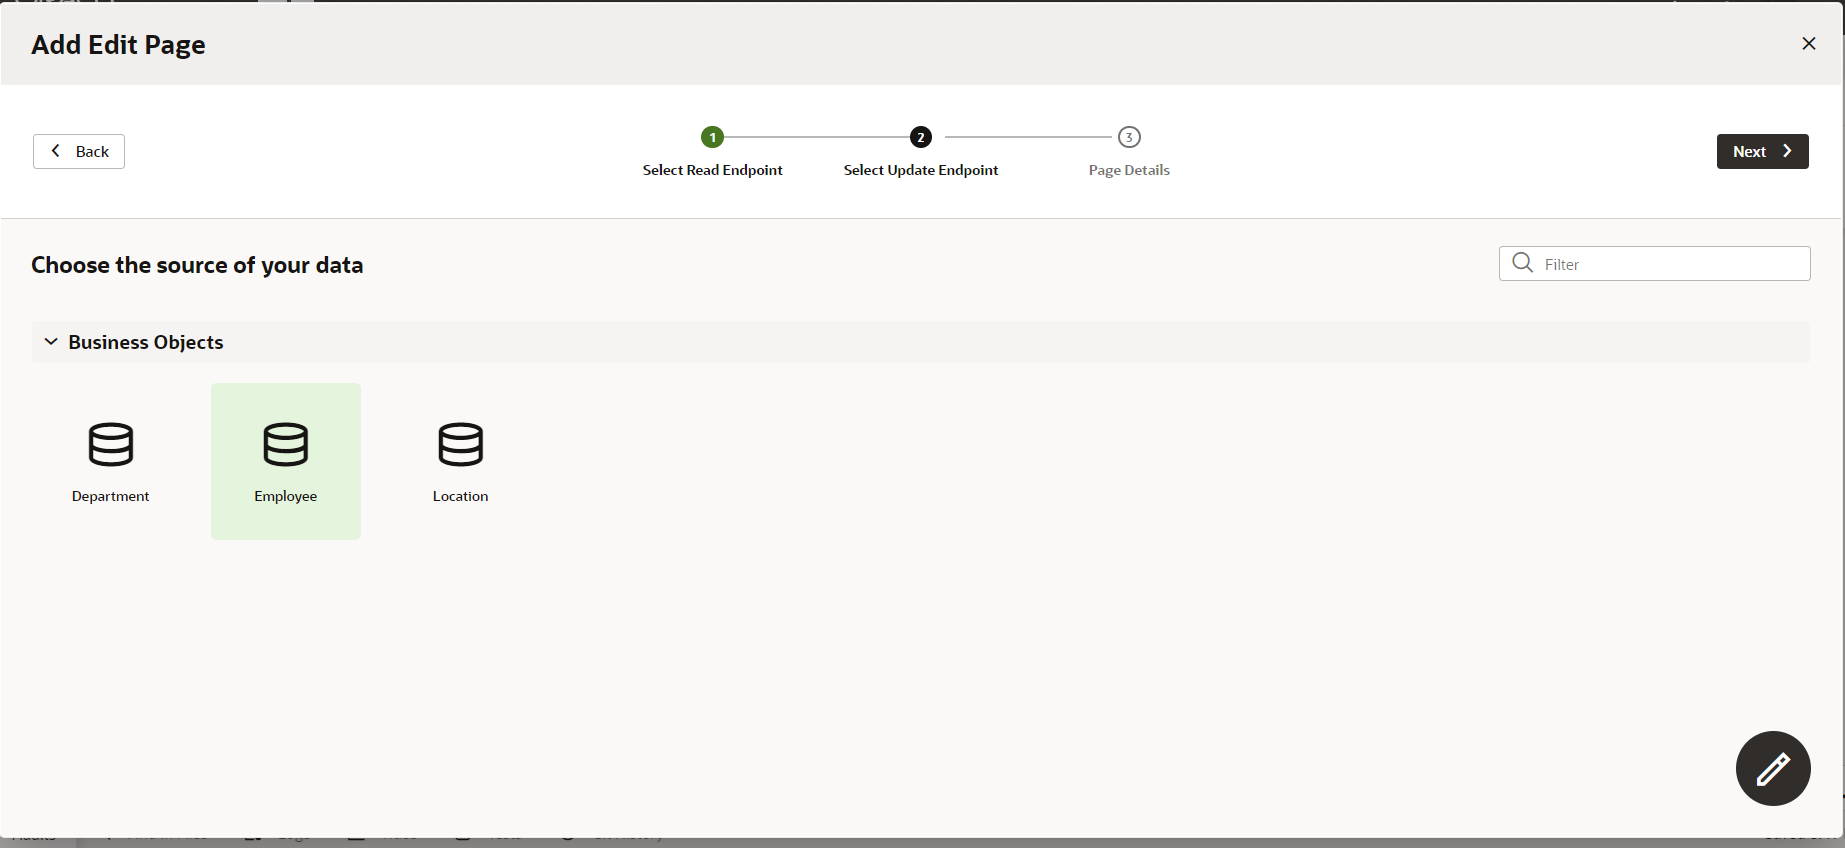 Add Edit Page
Back
1
2
3
Select Read Endpoint
Select Update Endpoint
Page Details
Next
Choose the source of your data
Filter
Business Objects
Department
Employee
Location